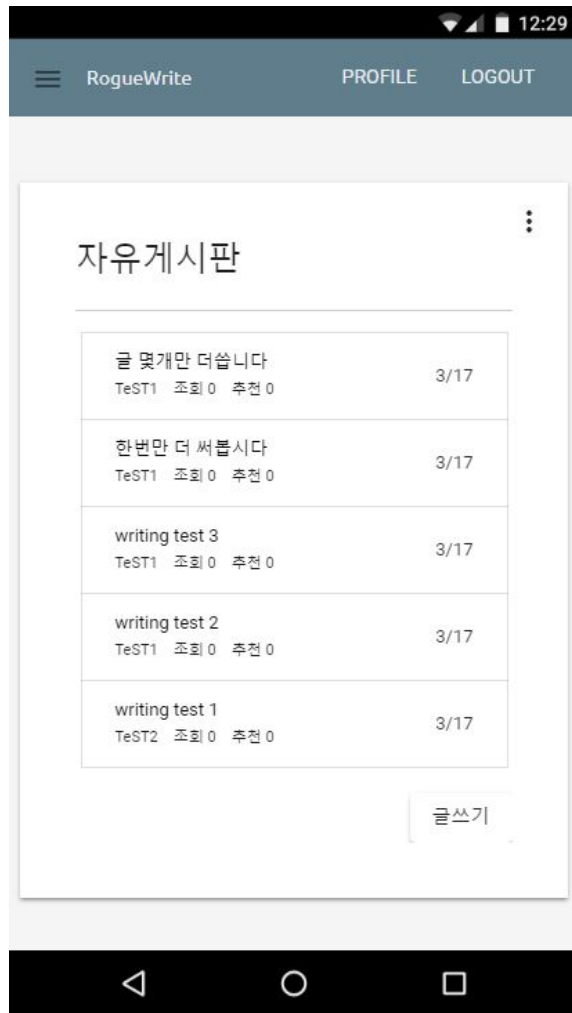 12:29
RogueWrite PROFILE LOGOUT
자유게시판
글 몇개만 더씁니다
TeST1 조회 0 추천 0
3/17
한번만 더 써봅시다
TeST1 조회 0 추천 0
3/17
writing test 3
TeST1 조회 0 추천 0
3/17
writing test 2
TeST1 조회 0 추천 0
3/17
writing test 1
TeST2 조회 0 추천 0
3/17
글쓰기